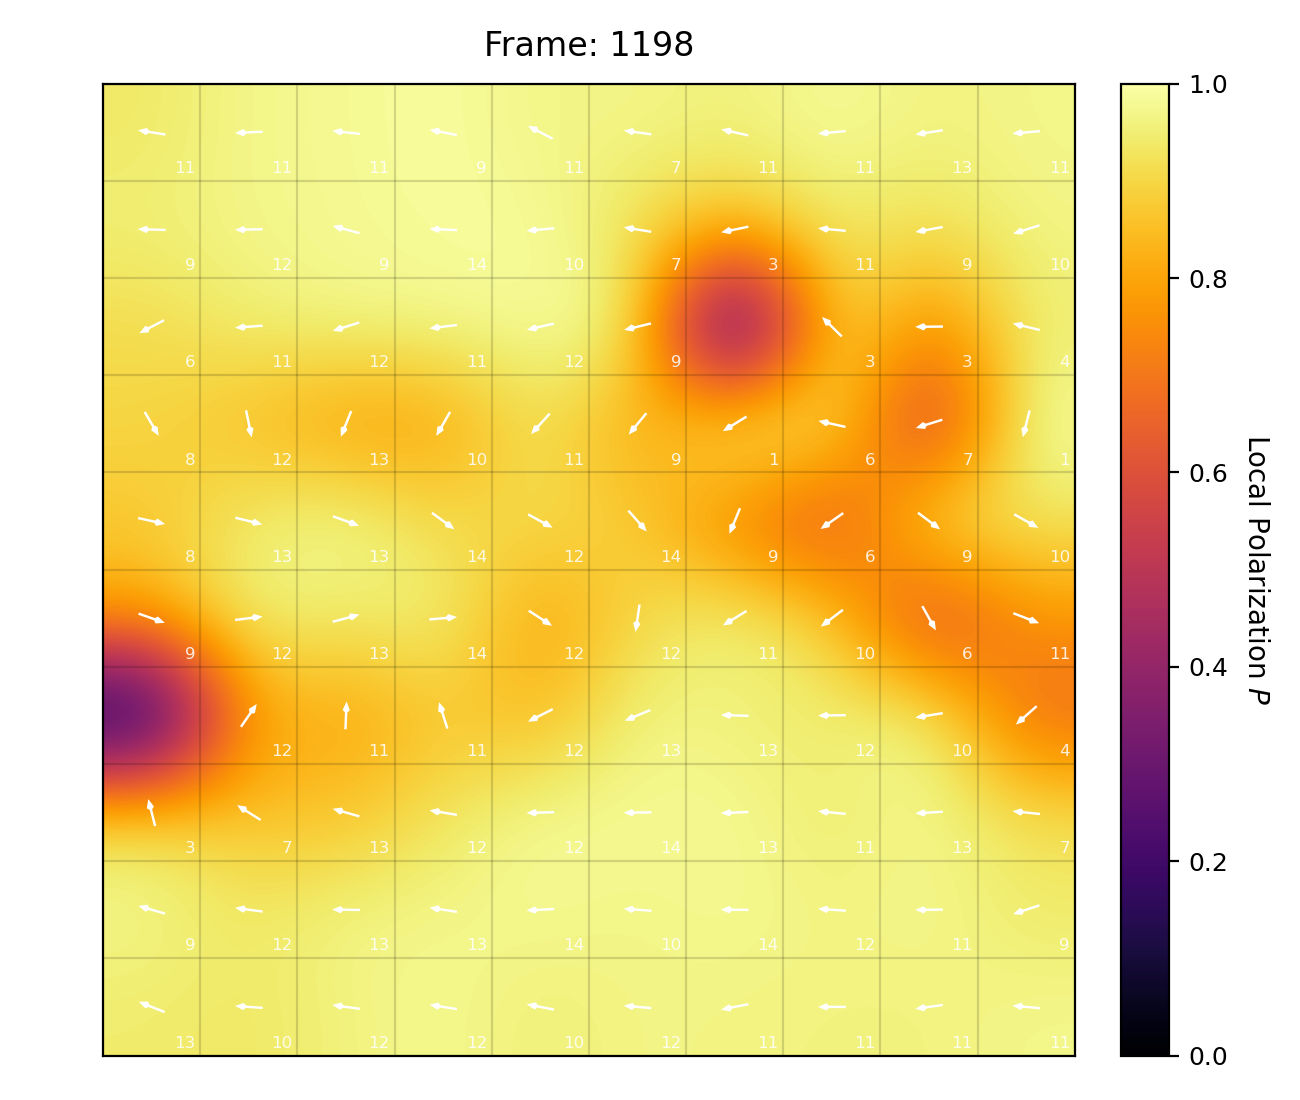 Frame: 1198
11 11 11 9 11 7 11 11 13 11
9 12 9 14 10 7 3 11 9 10
6 11 12 11 12 9 3 3 4
8 12 13 10 11 9 1 6 7 1
8 13 13 14 12 14 9 6 9 10
9 12 13 14 12 12 11 10 6 11
12 11 11 12 13 13 12 10 4
3 7 13 12 12 14 13 11 13 7
9 12 13 13 14 10 14 12 11 9
13 10 12 12 10 12 11 11 11 11
1.0
0.8
0.6
0.4
0.2
0.0
Local Polarization P